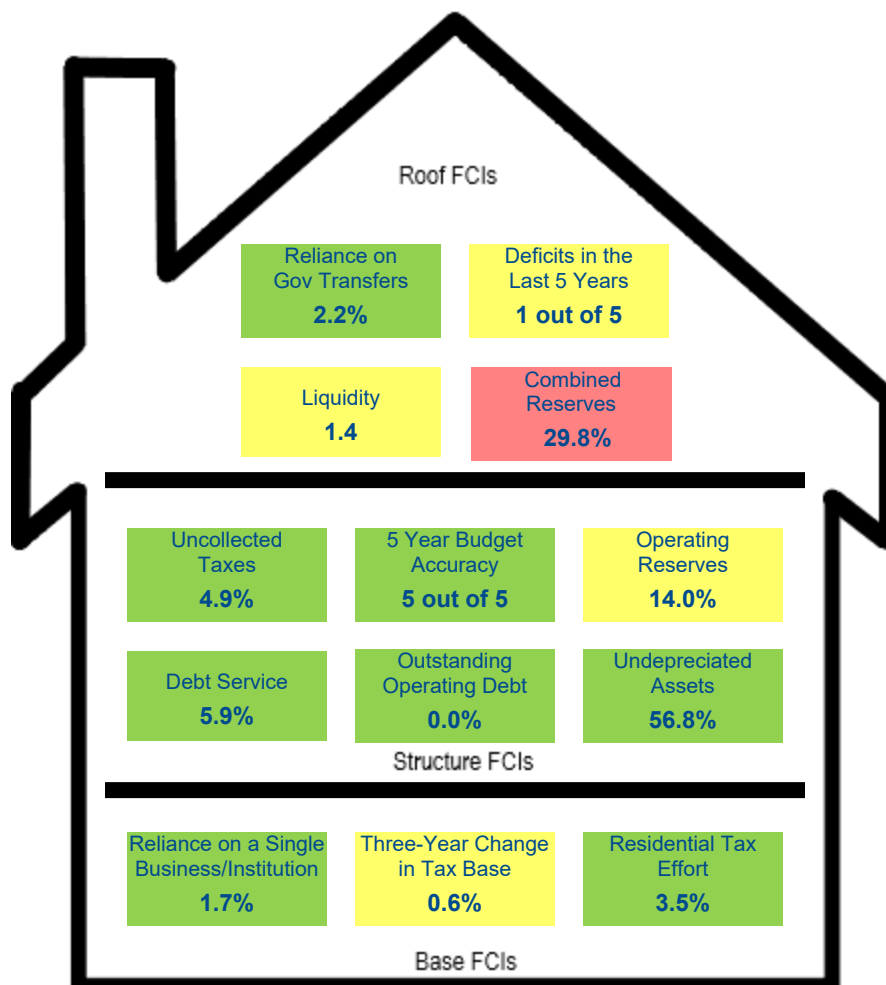 Roof FCIs
Reliance on
Gov Transfers
2.2%
Deficits in the
Last 5 Years
1 out of 5
Liquidity
1.4
Combined
Reserves
29.8%
Uncollected
Taxes
4.9%
5 Year Budget
Accuracy
5 out of 5
Operating
Reserves
14.0%
Debt Service
5.9%
Outstanding
Operating Debt
0.0%
Undepreciated
Assets
56.8%
Structure FCIs
Reliance on a Single
Business/Institution
1.7%
Three-Year Change
in Tax Base
0.6%
Residential Tax
Effort
3.5%
Base FCIs